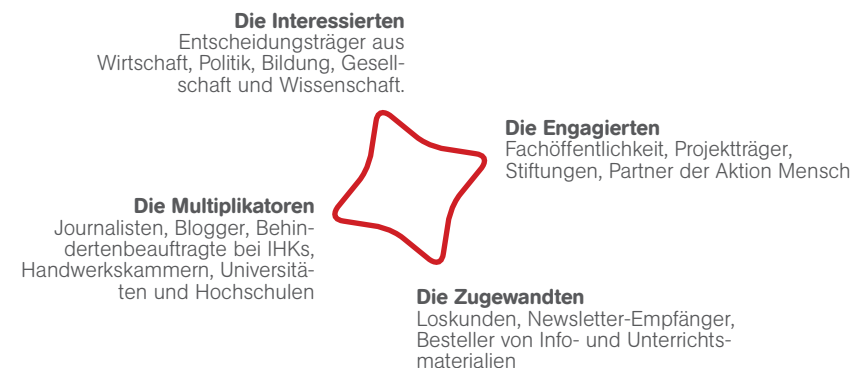 Die Interessierten
Entscheidungsträger aus
Wirtschaft, Politik, Bildung, Gesell-
schaft und Wissenschaft.
Die Engagierten
Fachöffentlichkeit, Projektträger,
Stiftungen, Partner der Aktion Mensch
Die Multiplikatoren
Journalisten, Blogger, Behin-
dertenbeauftragte bei IHKs,
Handwerkskammern, Universitä-
ten und Hochschulen
Die Zugewandten
Loskunden, Newsletter-Empfänger,
Besteller von Info- und Unterrichts-
materialien